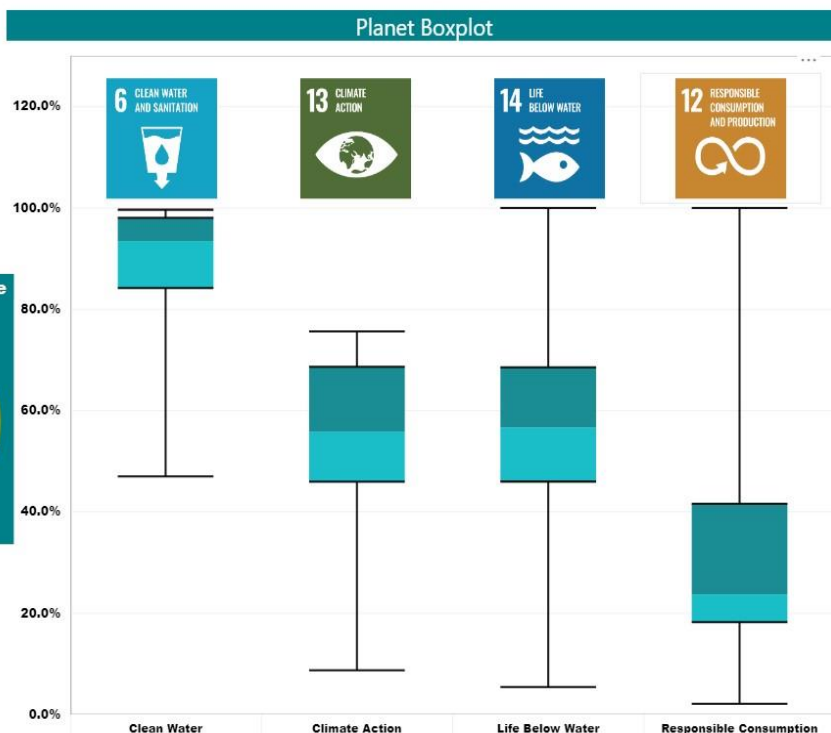 Planet Boxplot
...
120.0%
100.0%
80.0%
60.0%
40.0%
20.0%
0.0%
6 CLEAN WATER
AND SANITATION
13 CLIMATE
ACTION
14 LIFE
BELOW WATER
12 RESPONSIBLE
CONSUMPTION
AND PRODUCTION
e
Clean Water
Climate Action
Life Below Water
Responsible Consumption